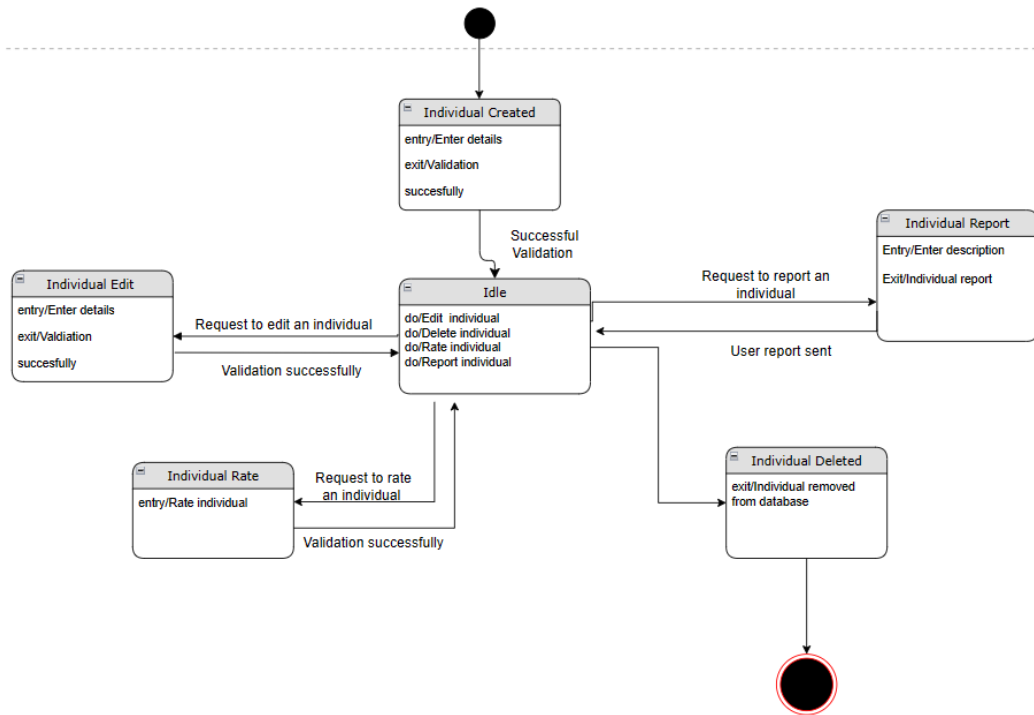 Individual Created
entry/Enter details
exit/Validation
succesfully
Successful
Validation
Individual Report
Entry/Enter description
Exit/Individual report
Request to report an
individual
User report sent
Idle
do/Edit individual
do/Delete individual
do/Rate individual
do/Report individual
Individual Edit
entry/Enter details
exit/Valdiation
succesfully
Request to edit an individual
Validation successfully
Individual Rate
entry/Rate individual
Request to rate
an individual
Validation successfully
Individual Deleted
exit/Individual removed
from database